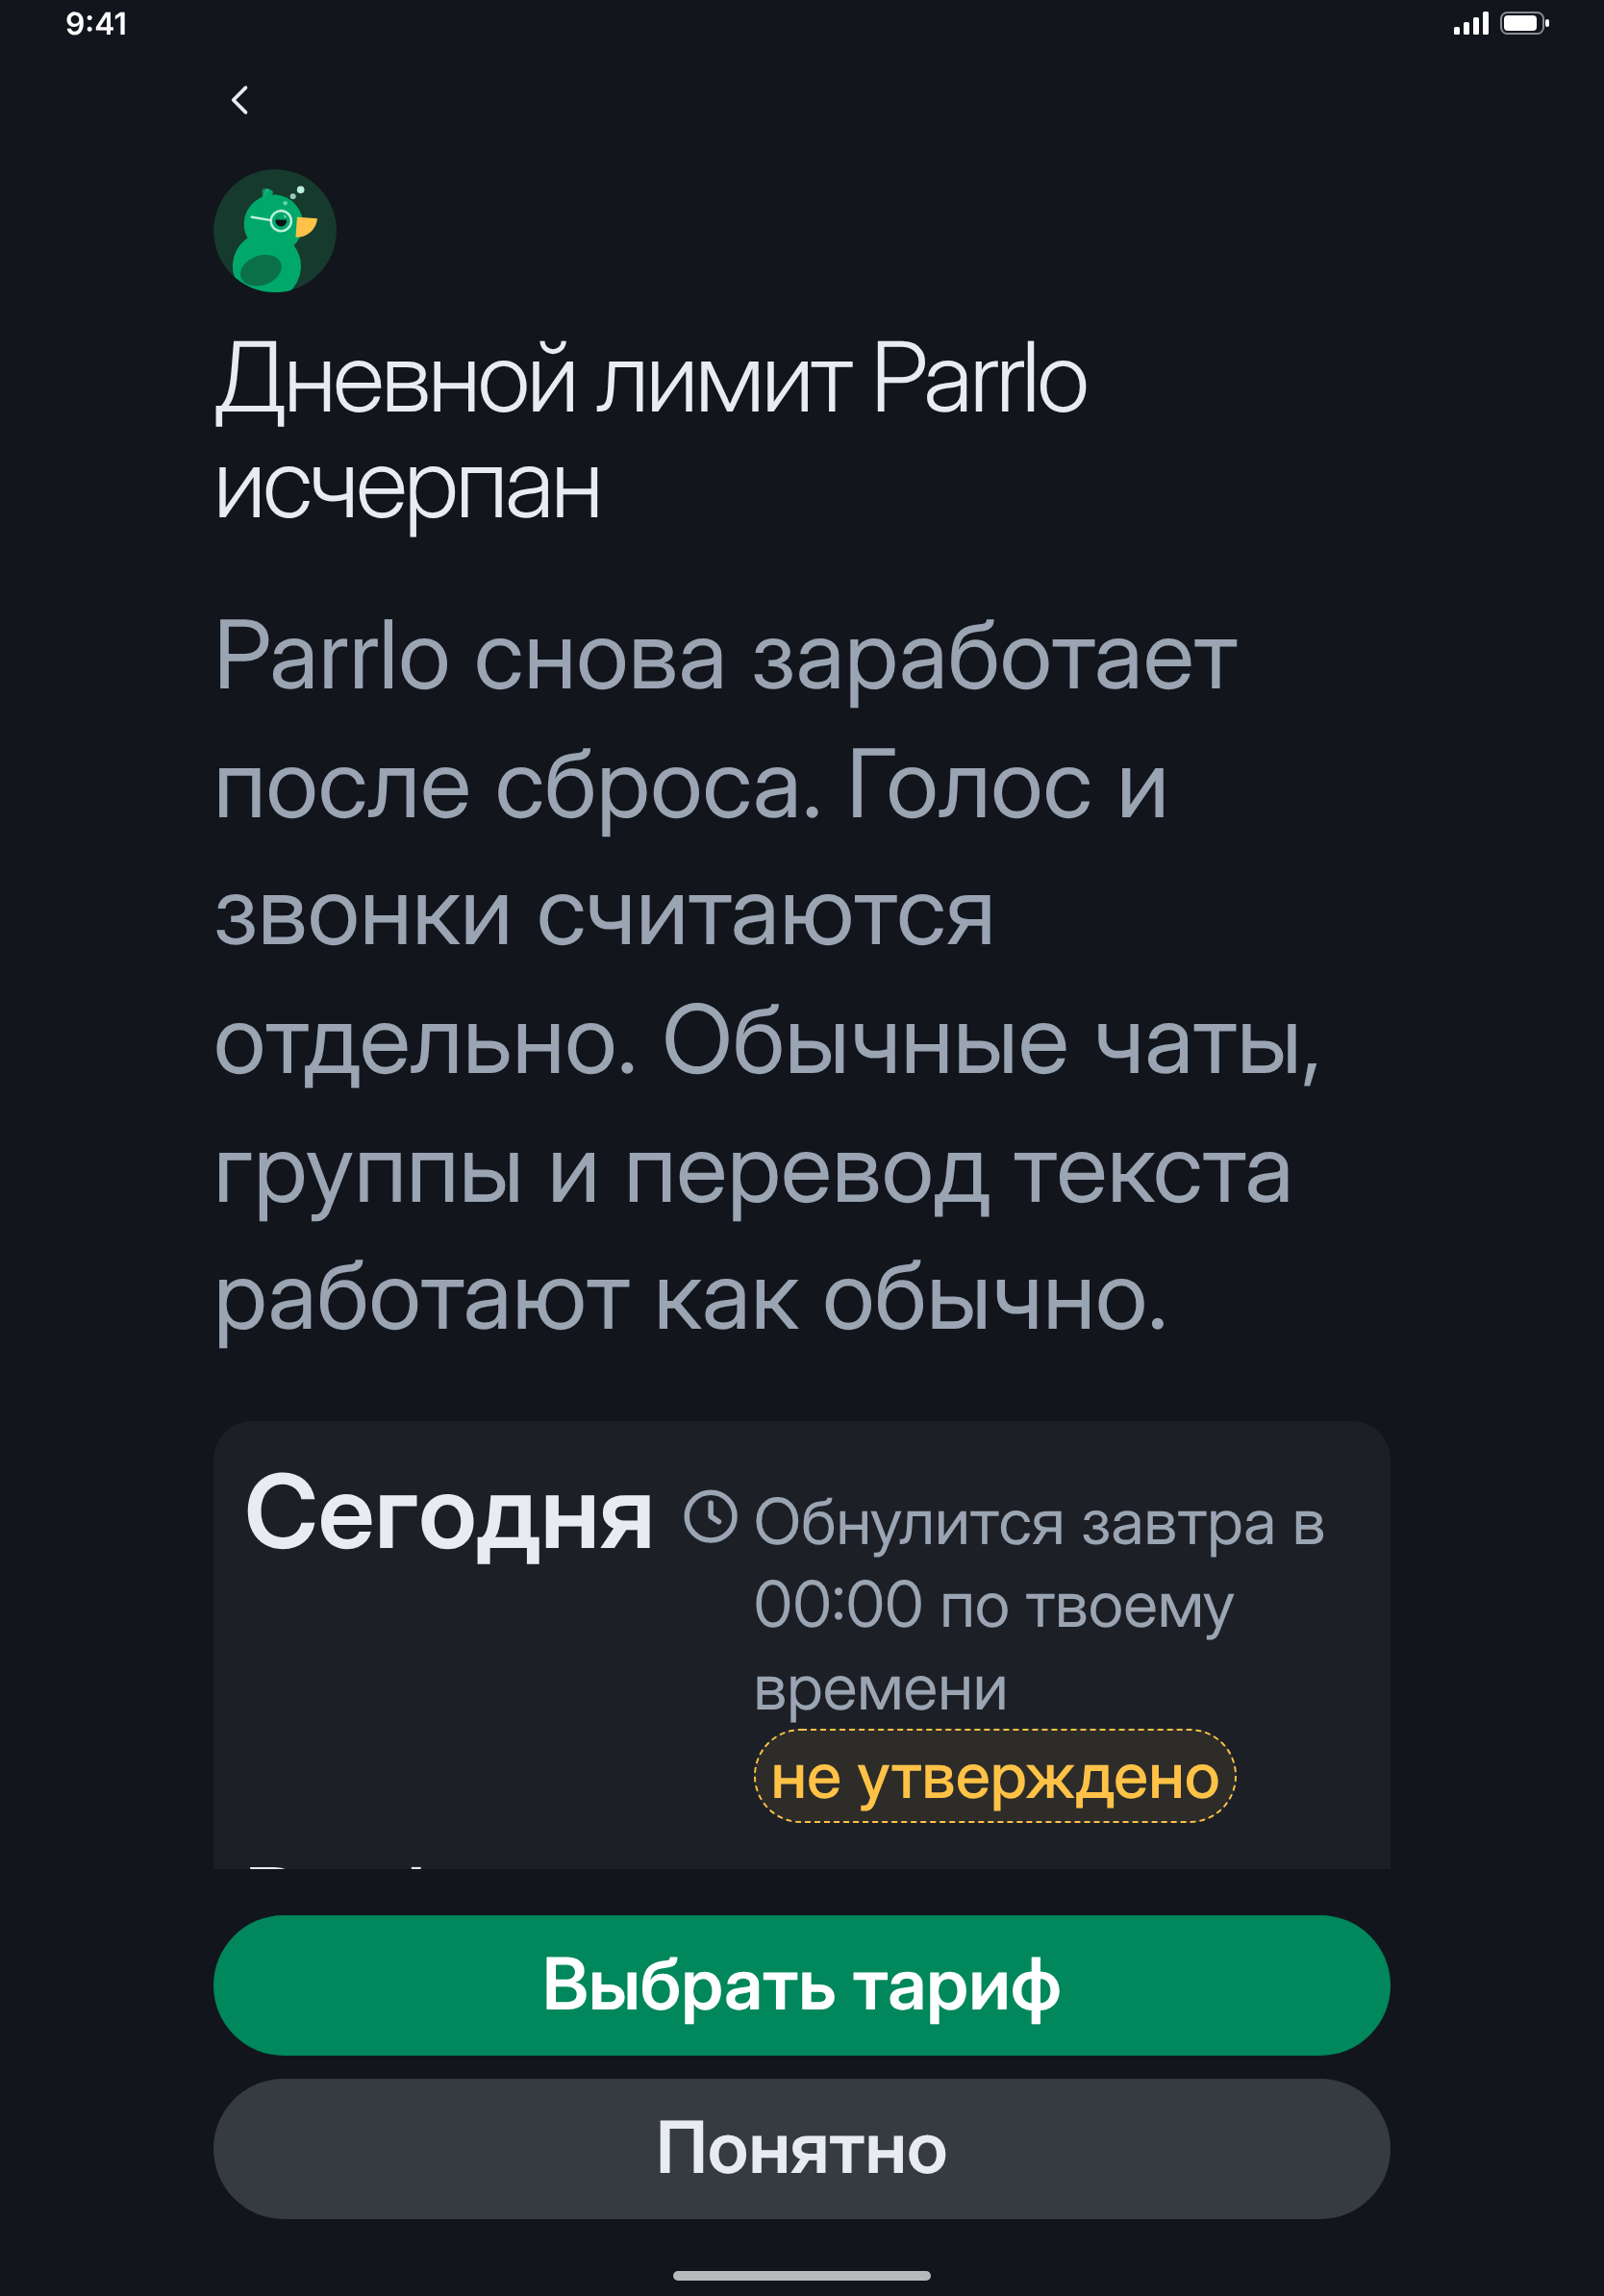 9:41
Дневной лимит Parrlo
исчерпан
Parrlo снова заработает
после сброса. Голос и
звонки считаются
отдельно. Обычные чаты,
группы и перевод текста
работают как обычно.
Сегодня
Обнулится завтра в
00:00 по твоему
времени
не утверждено
Выбрать тариф
Понятно